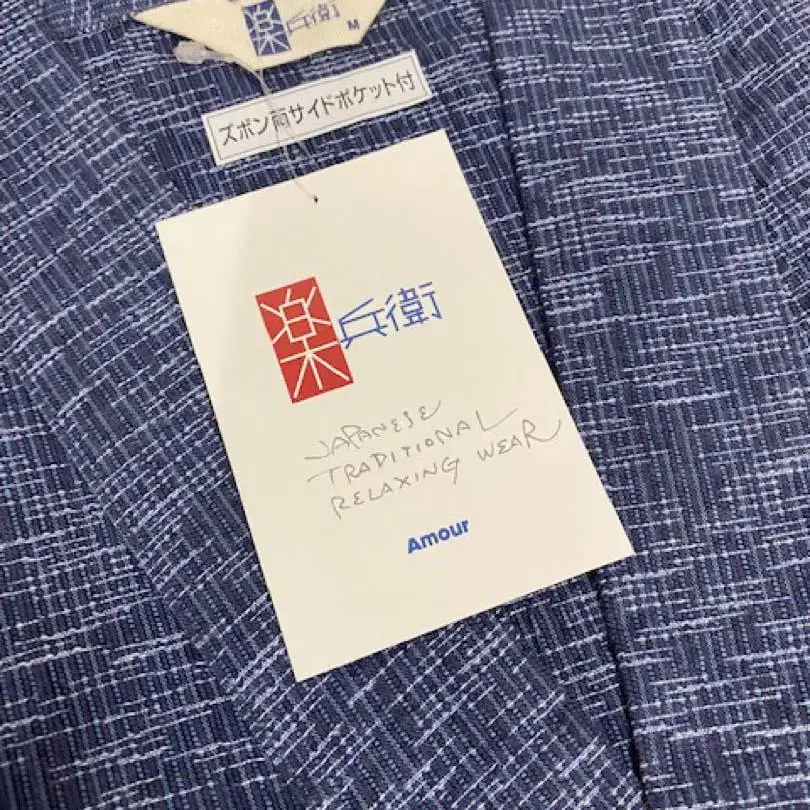 楽兵衛
M
ズボン両サイドポケット付
楽兵衛
JAPANESE
TRADITIONAL
RELAXING WEAR
Amour